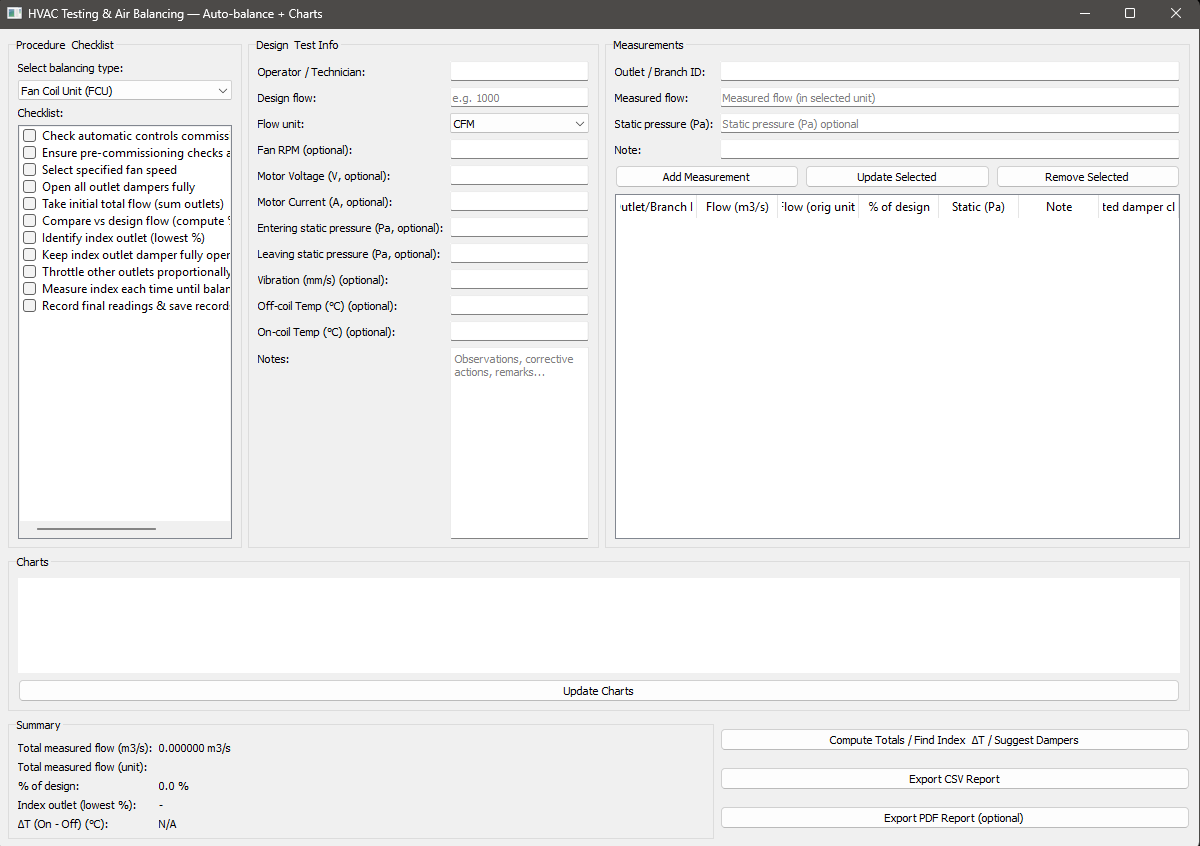 HVAC Testing & Air Balancing — Auto-balance + Charts
Procedure Checklist
Select balancing type:
Fan Coil Unit (FCU)
Checklist:
Check automatic controls commiss
Ensure pre-commissioning checks a
Select specified fan speed
Open all outlet dampers fully
Take initial total flow (sum outlets)
Compare vs design flow (compute
Identify index outlet (lowest %)
Keep index outlet damper fully oper
Throttle other outlets proportionally
Measure index each time until balar
Record final readings & save record
Design Test Info
Operator / Technician:
Design flow:
e.g. 1000
Flow unit:
CFM
Fan RPM (optional):
Motor Voltage (V, optional):
Motor Current (A, optional):
Entering static pressure (Pa, optional):
Leaving static pressure (Pa, optional):
Vibration (mm/s) (optional):
Off-coil Temp (°C) (optional):
On-coil Temp (°C) (optional):
Notes:
Observations, corrective
actions, remarks...
Measurements
Outlet / Branch ID:
Measured flow:
Measured flow (in selected unit)
Static pressure (Pa):
Static pressure (Pa) optional
Note:
Add Measurement
Update Selected
Remove Selected
utlet/Branch I
Flow (m3/s)
low (orig unit
% of design
Static (Pa)
Note
ted damper cl
Charts
Update Charts
Summary
Total measured flow (m3/s): 0.000000 m3/s
Total measured flow (unit):
% of design: 0.0 %
Index outlet (lowest %): -
ΔT (On - Off) (°C): N/A
Compute Totals / Find Index ΔT / Suggest Dampers
Export CSV Report
Export PDF Report (optional)